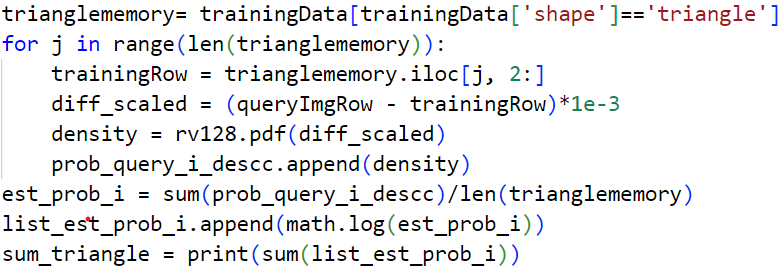 trianglememory= trainingData[trainingData['shape']=='triangle']
for j in range(len(trianglememory)):
    trainingRow = trianglememory.iloc[j, 2:]
    diff_scaled = (queryImgRow - trainingRow)*1e-3
    density = rv128.pdf(diff_scaled)
    prob_query_i_descc.append(density)
est_prob_i = sum(prob_query_i_descc)/len(trianglememory)
list_est_prob_i.append(math.log(est_prob_i))
sum_triangle = print(sum(list_est_prob_i))